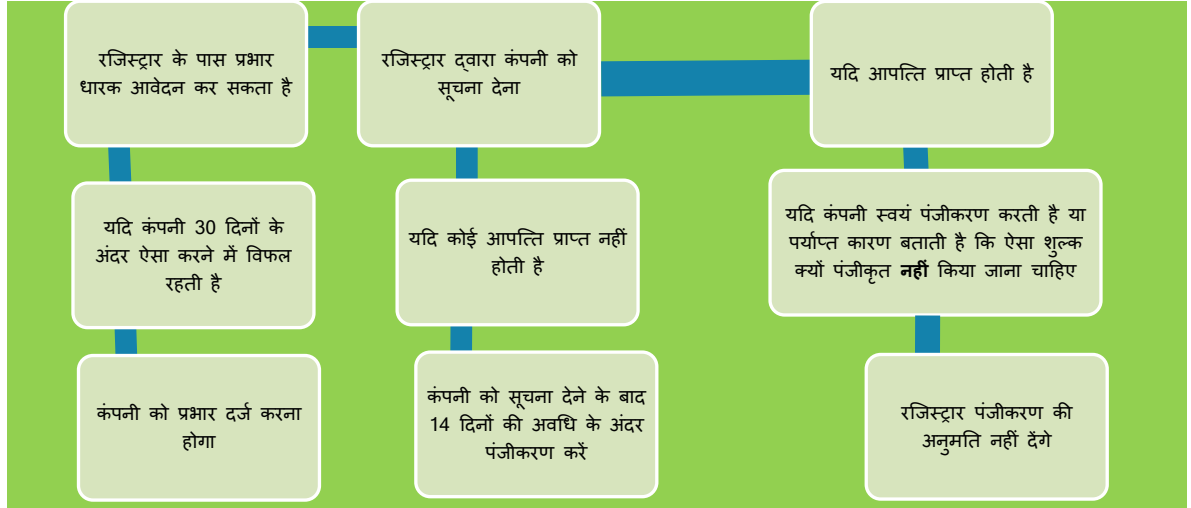 रजिस्ट्रार के पास प्रभार
धारक आवेदन कर सकता है
रजिस्ट्रार द्वारा कंपनी को
सूचना देना
यदि आपत्ति प्राप्त होती है
यदि कंपनी 30 दिनों के
अंदर ऐसा करने में विफल
रहती है
यदि कोई आपत्ति प्राप्त नहीं
होती है
यदि कंपनी स्वयं पंजीकरण करती है या
पर्याप्त कारण बताती है कि ऐसा शुल्क
क्यों पंजीकृत नहीं किया जाना चाहिए
कंपनी को प्रभार दर्ज करना
होगा
कंपनी को सूचना देने के बाद
14 दिनों की अवधि के अंदर
पंजीकरण करें
रजिस्ट्रार पंजीकरण की
अनुमति नहीं देंगे